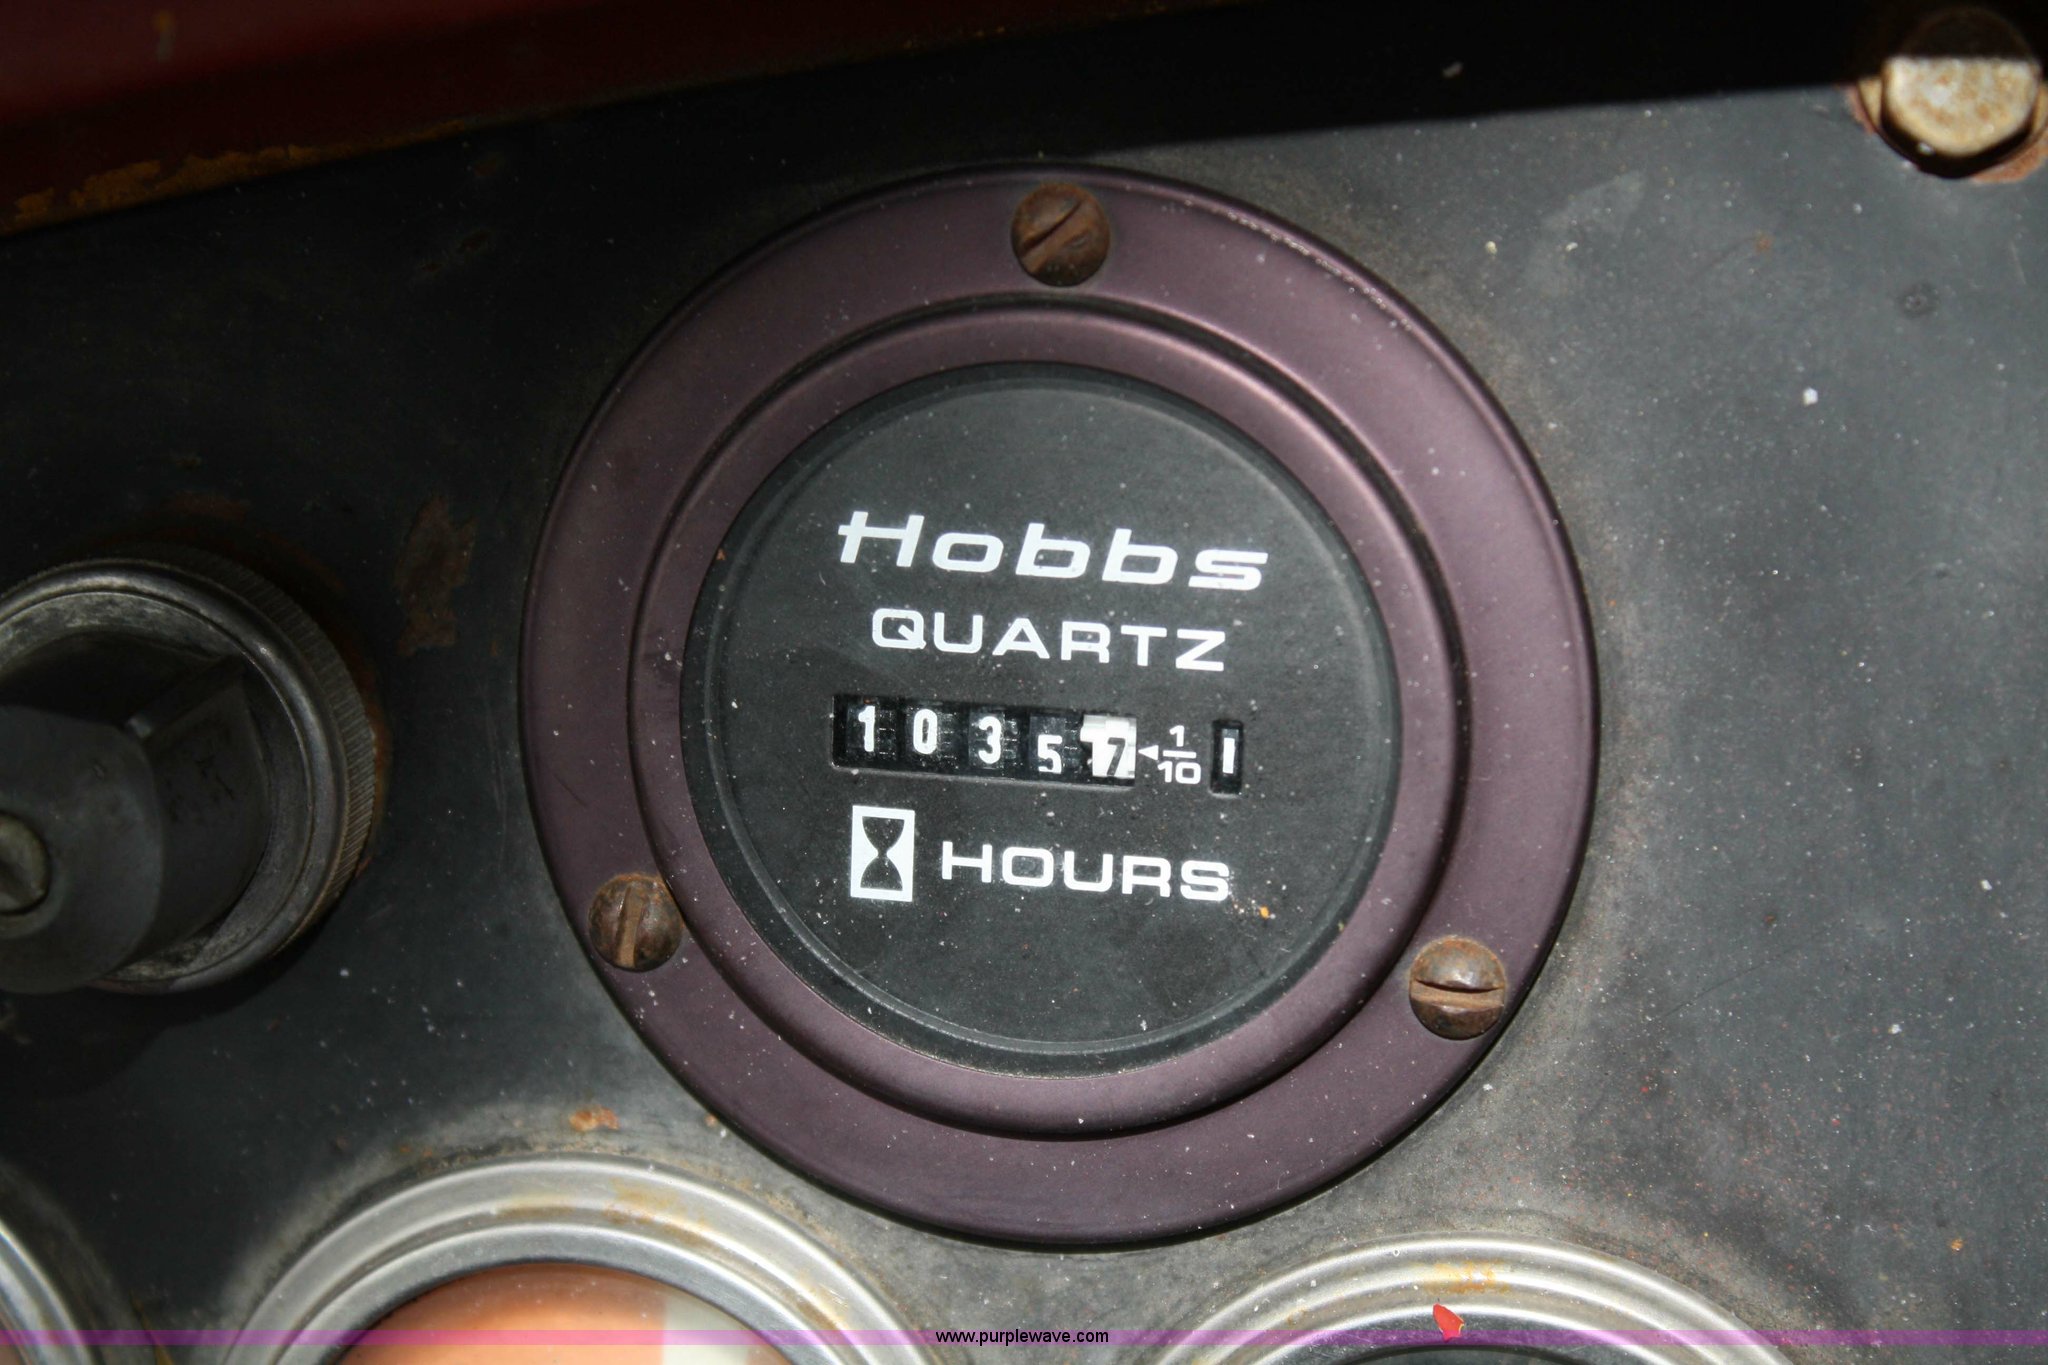 Hobbs
QUARTZ
1 0 3 5 7 ◄ 1/10
HOURS
www.purplewave.com